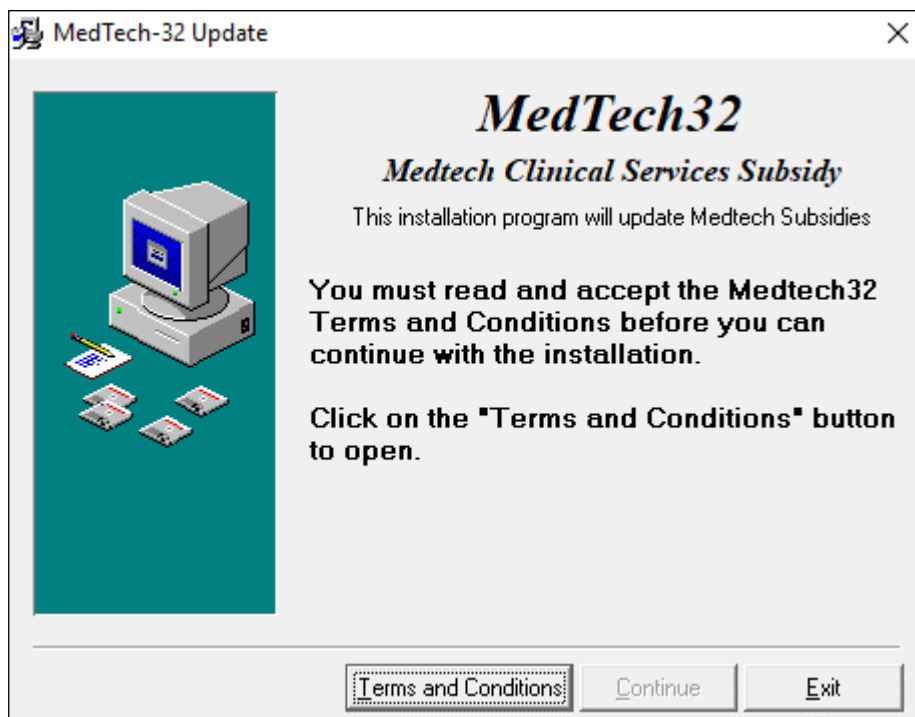 MedTech-32 Update
MedTech32
Medtech Clinical Services Subsidy
This installation program will update Medtech Subsidies
You must read and accept the Medtech32
Terms and Conditions before you can
continue with the installation.
Click on the "Terms and Conditions" button
to open.
Terms and Conditions Continue Exit